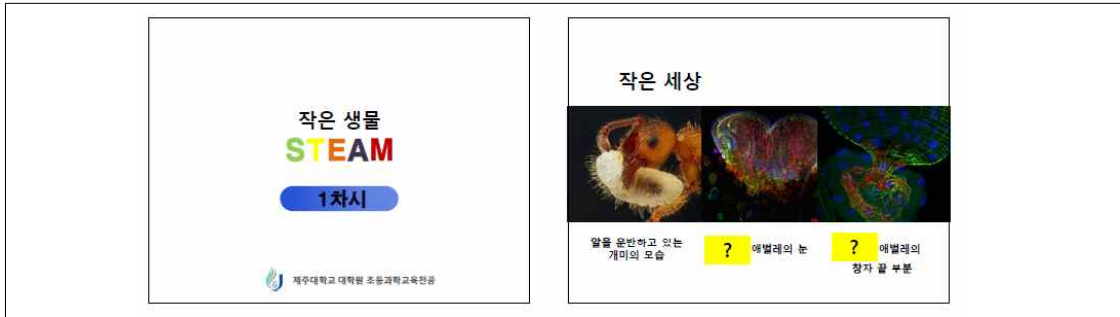 작은 생물
STEAM
1차시
제주대학교 대학원 초등과학교육전공
작은 세상
알을 운반하고 있는
개미의 모습
? 애벌레의 눈
? 애벌레의
창자 끝 부분